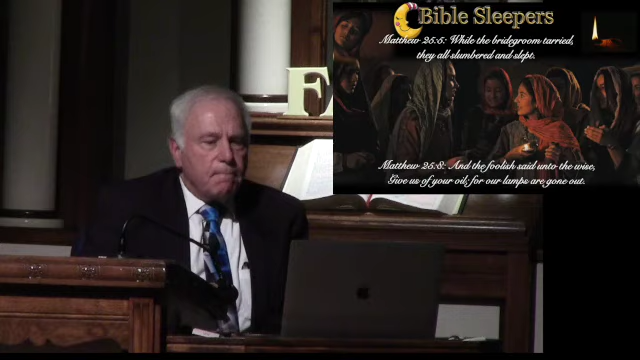 Bible Sleepers
Matthew 25:5: While the bridegroom tarried,
they all slumbered and slept.
F
Matthew 25:8: And the foolish said unto the wise,
Give us of your oil; for our lamps are gone out.